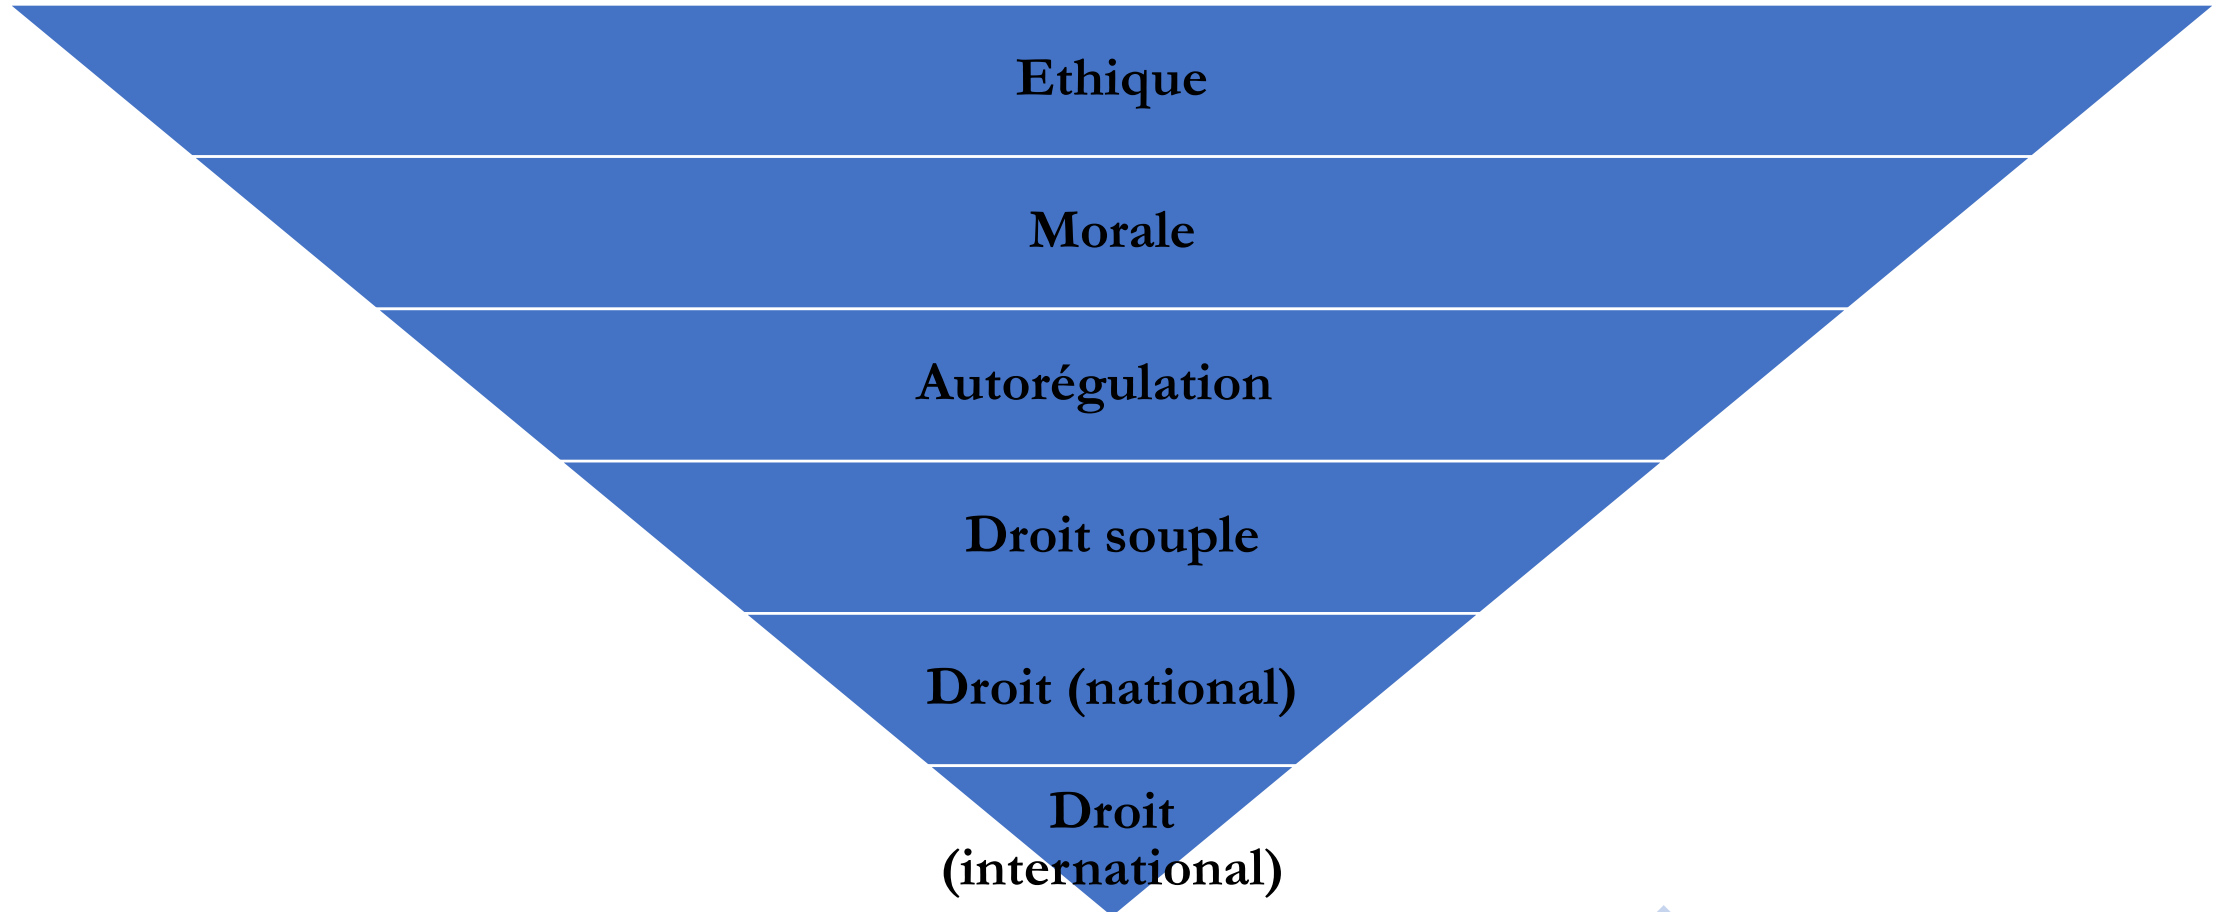 Ethique
Morale
Autorégulation
Droit souple
Droit (national)
Droit
(international)